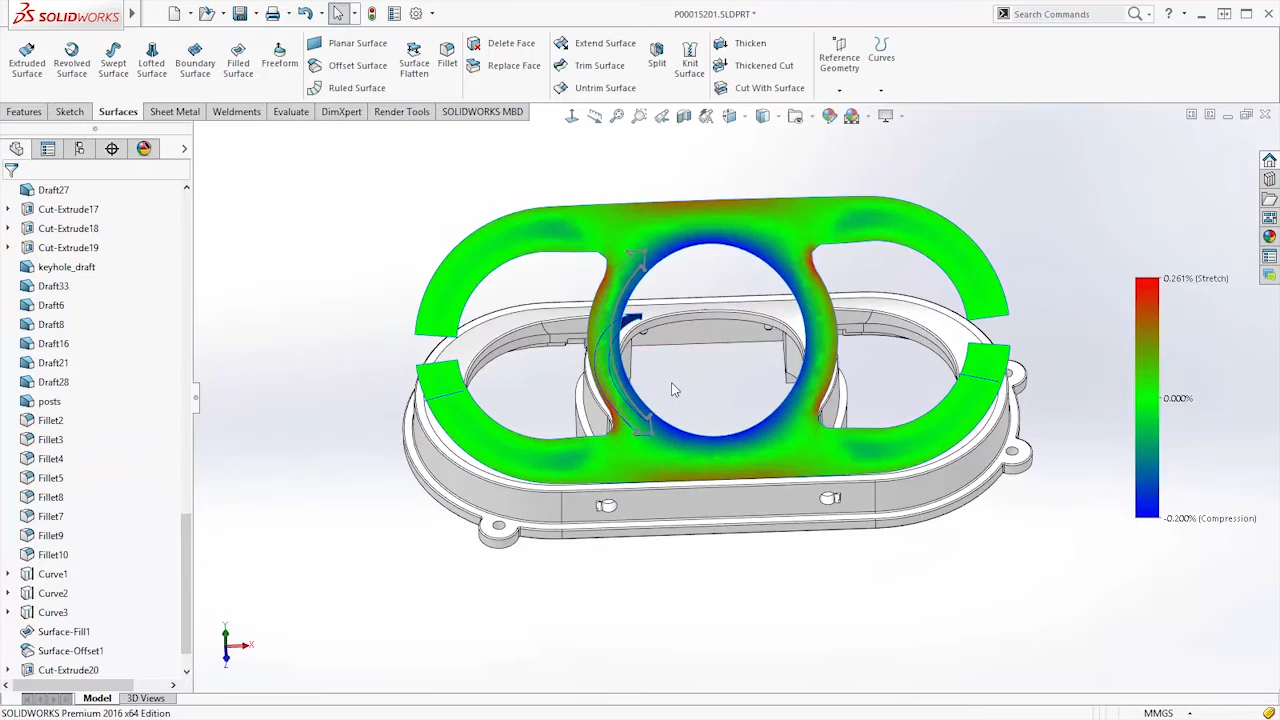 SOLIDWORKS
P00015201.SLDPRT *
Search Commands
Extruded Surface
Revolved Surface
Swept Surface
Lofted Surface
Boundary Surface
Filled Surface
Freeform
Planar Surface
Offset Surface
Ruled Surface
Surface Flatten
Fillet
Delete Face
Replace Face
Extend Surface
Trim Surface
Untrim Surface
Split
Knit Surface
Thicken
Thickened Cut
Cut With Surface
Reference Geometry
Curves
Features
Sketch
Surfaces
Sheet Metal
Weldments
Evaluate
DimXpert
Render Tools
SOLIDWORKS MBD
Draft27
Cut-Extrude17
Cut-Extrude18
Cut-Extrude19
keyhole_draft
Draft33
Draft6
Draft8
Draft16
Draft21
Draft28
posts
Fillet2
Fillet3
Fillet4
Fillet5
Fillet8
Fillet7
Fillet9
Fillet10
Curve1
Curve2
Curve3
Surface-Fill1
Surface-Offset1
Cut-Extrude20
0.261% (Stretch)
0.000%
-0.200% (Compression)
Y
X
Z
Model
3D Views
SOLIDWORKS Premium 2016 x64 Edition
MMGS